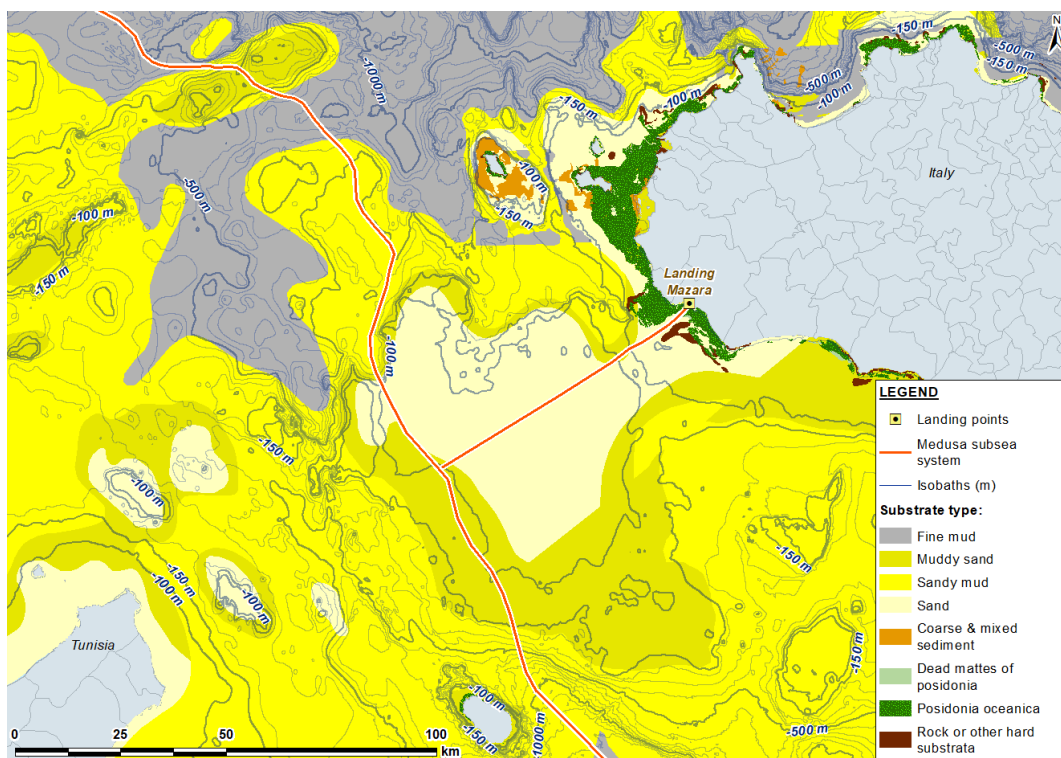 -150 m
N
-500 m
-150 m
-1000 m
-500 m
-100 m
-150 m
-100 m
Italy
-100 m
-500 m
-150 m
-100 m
-150 m
Landing
Mazara
-100 m
-150 m
-100 m
-150 m
-150 m
-100 m
-100 m
Tunisia
-100 m
-150 m
-1000 m
-150 m
-500 m
0 25 50 100
km
LEGEND
Landing points
Medusa subsea
system
Isobaths (m)
Substrate type:
Fine mud
Muddy sand
Sandy mud
Sand
Coarse & mixed
sediment
Dead mattes of
posidonia
Posidonia oceanica
Rock or other hard
substrata